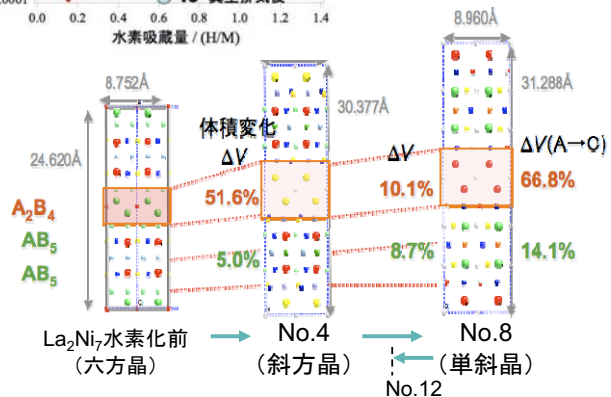 0.0 0.2 0.4 0.6 0.8 1.0 1.2 1.4
水素吸蔵量 / (H/M)
8.752Å
24.620Å
A₂B₄
AB₅
AB₅
体積変化
ΔV
51.6%
5.0%
30.377Å
ΔV
10.1%
8.7%
8.960Å
31.288Å
ΔV(A→C)
66.8%
14.1%
La₂Ni₇水素化前
（六方晶）
No.4
（斜方晶）
No.8
（単斜晶）
No.12